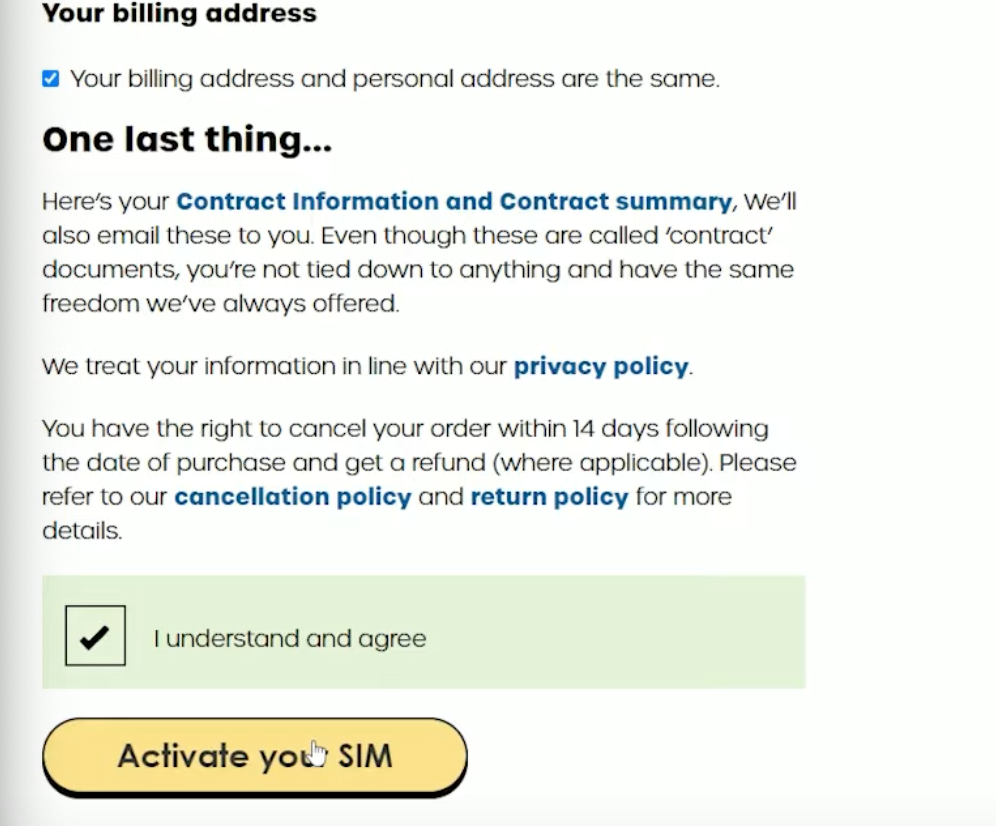 Your billing address
Your billing address and personal address are the same.
One last thing...
Here’s your Contract Information and Contract summary, We’ll
also email these to you. Even though these are called ‘contract’
documents, you’re not tied down to anything and have the same
freedom we’ve always offered.
We treat your information in line with our privacy policy.
You have the right to cancel your order within 14 days following
the date of purchase and get a refund (where applicable). Please
refer to our cancellation policy and return policy for more
details.
I understand and agree
Activate your SIM